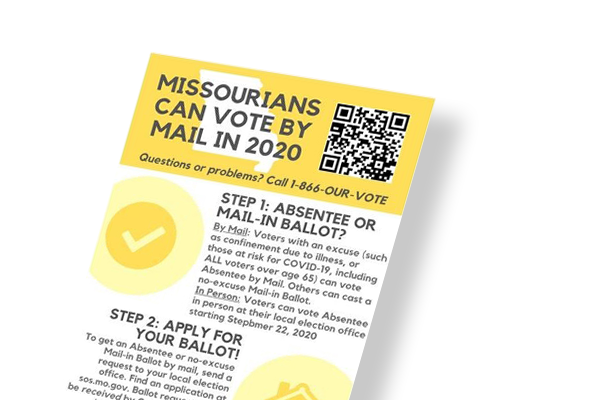 MISSOURIANS
CAN VOTE BY
MAIL IN 2020
Questions or problems? Call 1-866-OUR-VOTE
STEP 1: ABSENTEE OR
MAIL-IN BALLOT?
By Mail: Voters with an excuse (such
as confinement due to illness, or
those at risk for COVID-19, including
ALL voters over age 65) can vote
Absentee by Mail. Others can cast a
no-excuse Mail-in Ballot.
In Person: Voters can vote Absentee
in person at their local election office
starting Stepbmer 22, 2020
STEP 2: APPLY FOR
YOUR BALLOT!
To get an Absentee or no-excuse
Mail-in Ballot by mail, send a
request to your local election
office. Find an application at
sos.mo.gov. Ballot
be received by